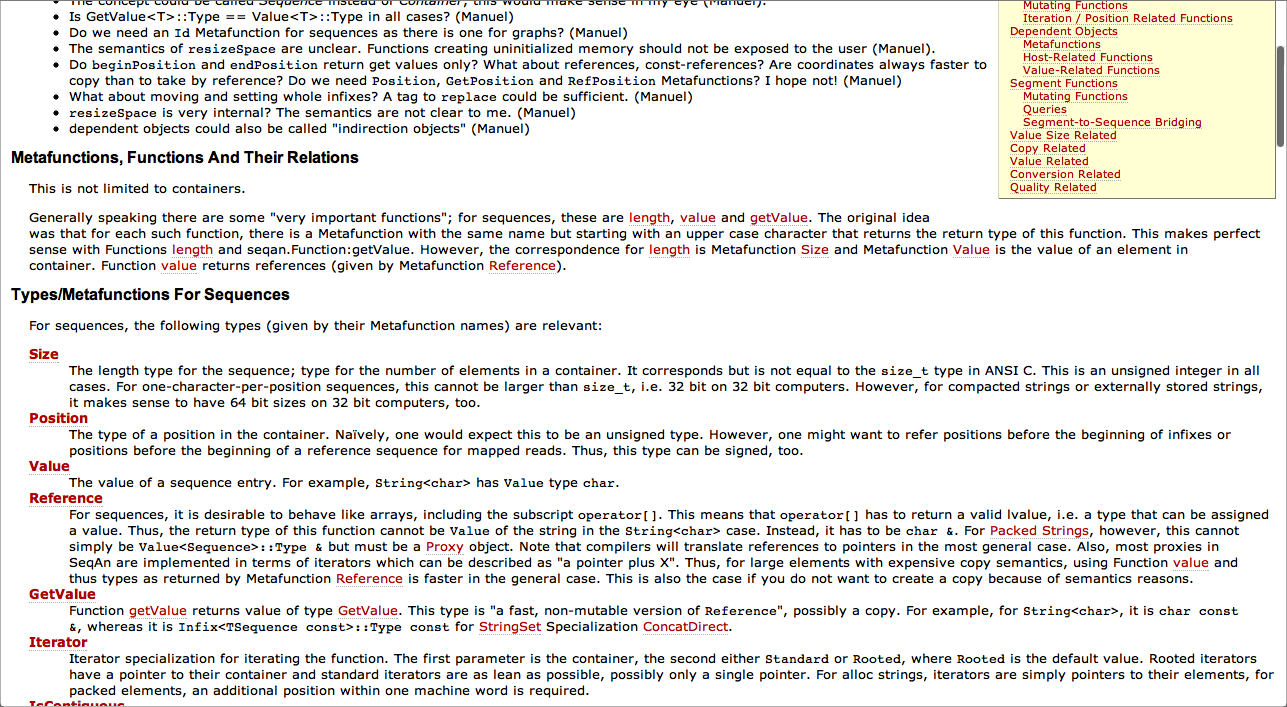 The concept could be called Sequence instead of Container, this would make sense in my eye (Manuel).
Is GetValue<T>::Type == Value<T>::Type in all cases? (Manuel)
Do we need an Id Metafunction for sequences as there is one for graphs? (Manuel)
The semantics of resizeSpace are unclear. Functions creating uninitialized memory should not be exposed to the user (Manuel).
Do beginPosition and endPosition return get values only? What about references, const-references? Are coordinates always faster to
copy than to take by reference? Do we need Position, GetPosition and RefPosition Metafunctions? I hope not! (Manuel)
What about moving and setting whole infixes? A tag to replace could be sufficient. (Manuel)
resizeSpace is very internal? The semantics are not clear to me. (Manuel)
dependent objects could also be called "indirection objects" (Manuel)
Mutating Functions
Iteration / Position Related Functions
Dependent Objects
Metafunctions
Host-Related Functions
Value-Related Functions
Segment Functions
Mutating Functions
Queries
Segment-to-Sequence Bridging
Value Size Related
Copy Related
Value Related
Conversion Related
Quality Related
Metafunctions, Functions And Their Relations
This is not limited to containers.
Generally speaking there are some "very important functions"; for sequences, these are length, value and getValue. The original idea
was that for each such function, there is a Metafunction with the same name but starting with an upper case character that returns the return type of this function. This makes perfect
sense with Functions length and seqan.Function:getValue. However, the correspondence for length is Metafunction Size and Metafunction Value is the value of an element in
container. Function value returns references (given by Metafunction Reference).
Types/Metafunctions For Sequences
For sequences, the following types (given by their Metafunction names) are relevant:
Size
The length type for the sequence; type for the number of elements in a container. It corresponds but is not equal to the size_t type in ANSI C. This is an unsigned integer in all
cases. For one-character-per-position sequences, this cannot be larger than size_t, i.e. 32 bit on 32 bit computers. However, for compacted strings or externally stored strings,
it makes sense to have 64 bit sizes on 32 bit computers, too.
Position
The type of a position in the container. Naïvely, one would expect this to be an unsigned type. However, one might want to refer positions before the beginning of infixes or
positions before the beginning of a reference sequence for mapped reads. Thus, this type can be signed, too.
Value
The value of a sequence entry. For example, String<char> has Value type char.
Reference
For sequences, it is desirable to behave like arrays, including the subscript operator[]. This means that operator[] has to return a valid lvalue, i.e. a type that can be assigned
a value. Thus, the return type of this function cannot be Value of the string in the String<char> case. Instead, it has to be char &. For Packed Strings, however, this cannot
simply be Value<Sequence>::Type & but must be a Proxy object. Note that compilers will translate references to pointers in the most general case. Also, most proxies in
SeqAn are implemented in terms of iterators which can be described as "a pointer plus X". Thus, for large elements with expensive copy semantics, using Function value and
thus types as returned by Metafunction Reference is faster in the general case. This is also the case if you do not want to create a copy because of semantics reasons.
GetValue
Function getValue returns value of type GetValue. This type is "a fast, non-mutable version of Reference", possibly a copy. For example, for String<char>, it is char const
&, whereas it is Infix<TSequence const>::Type const for StringSet Specialization ConcatDirect.
Iterator
Iterator specialization for iterating the function. The first parameter is the container, the second either Standard or Rooted, where Rooted is the default value. Rooted iterators
have a pointer to their container and standard iterators are as lean as possible, possibly only a single pointer. For alloc strings, iterators are simply pointers to their elements, for
packed elements, an additional position within one machine word is required.
IsContiguous